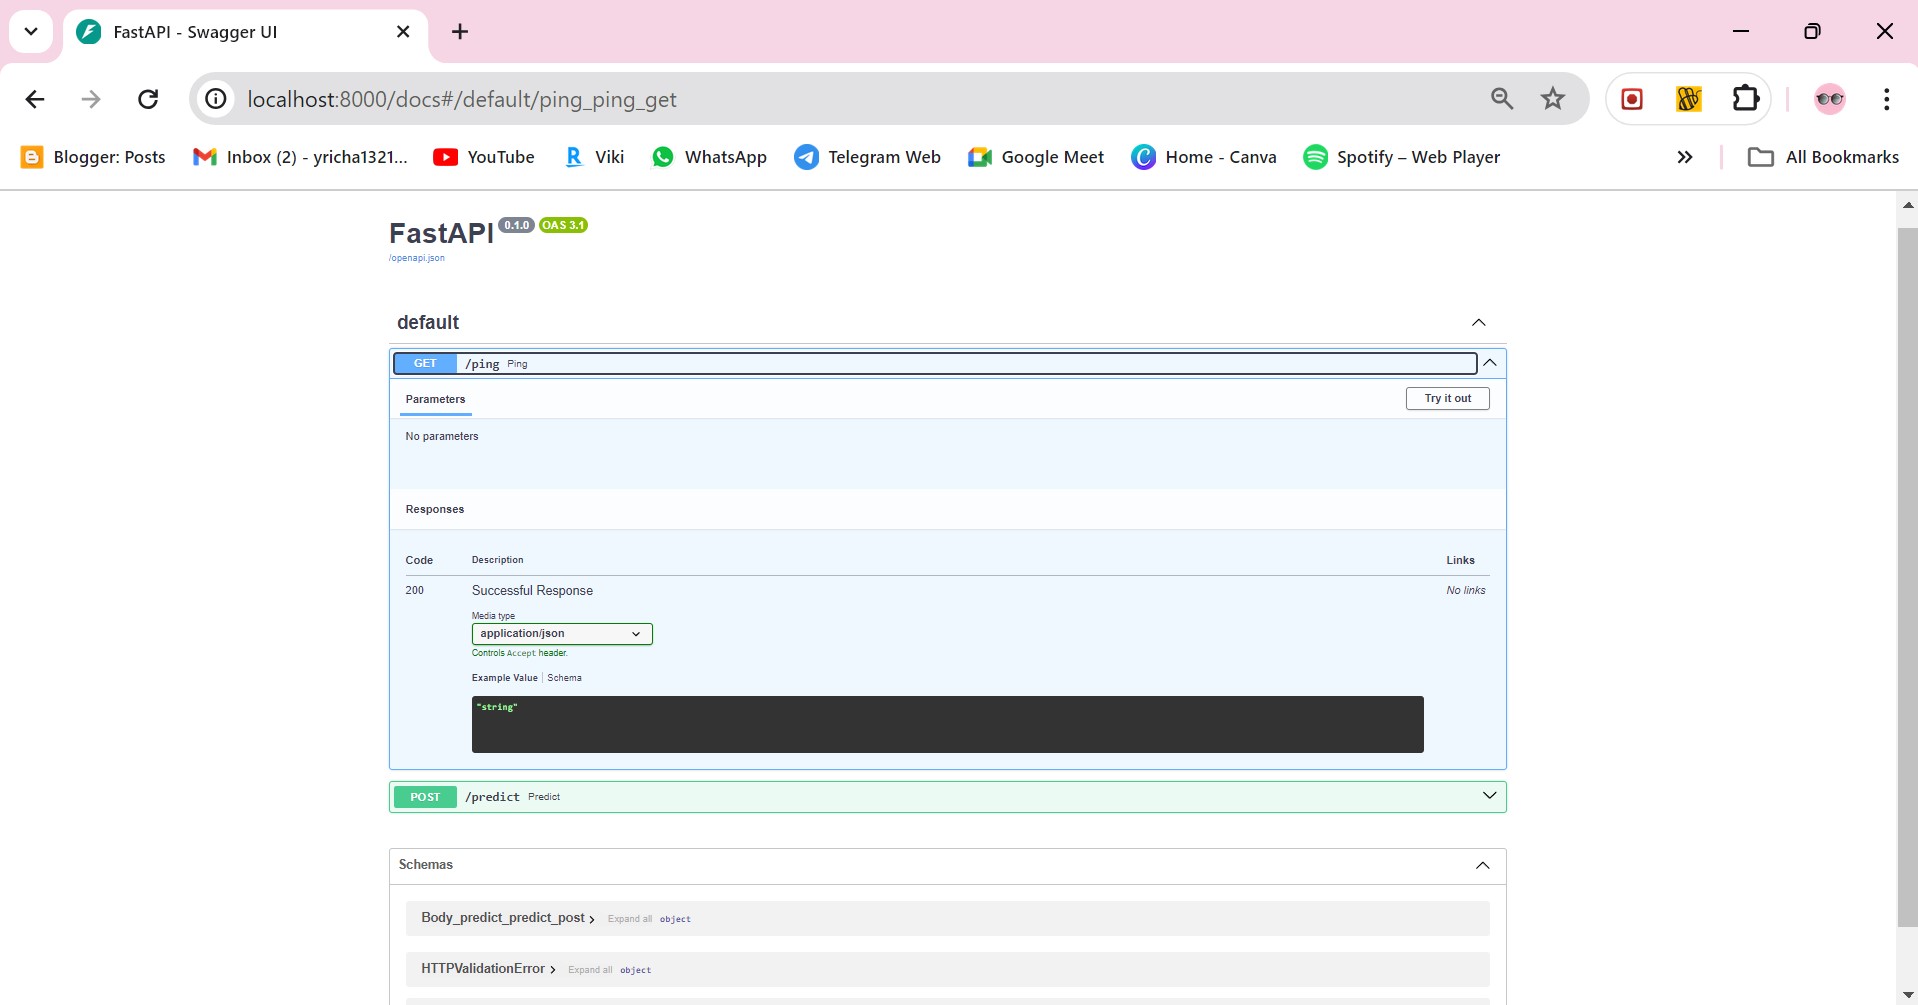 FastAPI - Swagger UI
localhost:8000/docs#/default/ping_ping_get
Blogger: Posts Inbox (2) - yricha1321... YouTube Viki WhatsApp Telegram Web Google Meet Home - Canva Spotify – Web Player » All Bookmarks
FastAPI 0.1.0 OAS 3.1
/openapi.json
default
GET /ping Ping
Parameters Try it out
No parameters
Responses
Code Description Links
200 Successful Response No links
Media type
application/json
Controls Accept header.
Example Value Schema
"string"
POST /predict Predict
Schemas
Body_predict_predict_post Expand all object
HTTPValidationError Expand all object